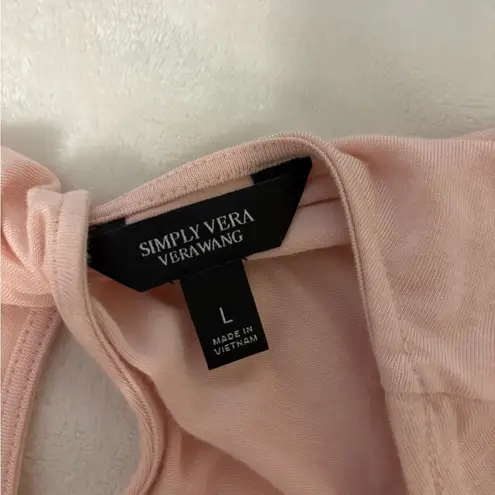 SIMPLY VERA
VERAWANG
L
MADE IN
VIETNAM